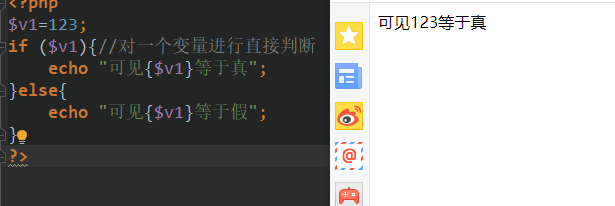 <?php
$v1=123;
if ($v1){//对一个变量进行直接判断
    echo "可见{$v1}等于真";
}else{
    echo "可见{$v1}等于假";
}
?>
可见123等于真
@